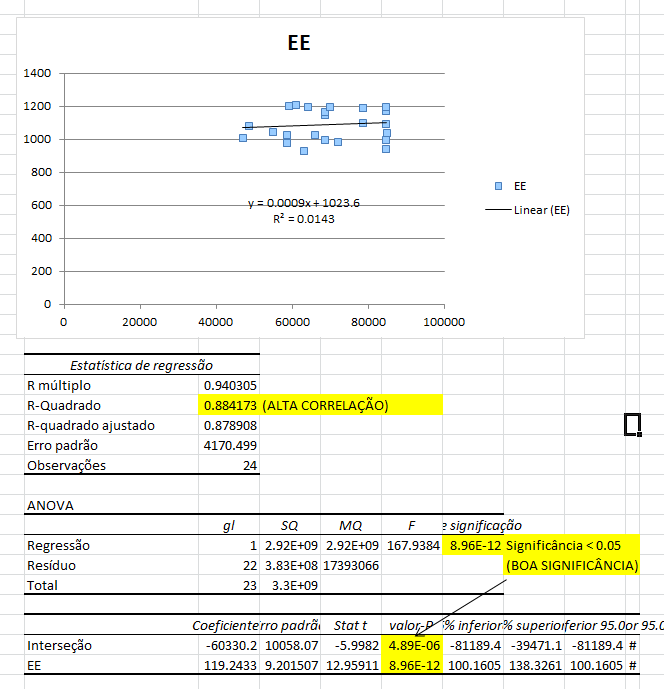 EE
1400
1200
1000
800
600
400
200
0
0 20000 40000 60000 80000 100000
y = 0.0009x + 1023.6
R² = 0.0143
EE
Linear (EE)
Estatística de regressão
R múltiplo 0.940305
R-Quadrado 0.884173 (ALTA CORRELAÇÃO)
R-quadrado ajustado 0.878908
Erro padrão 4170.499
Observações 24
ANOVA
gl SQ MQ F e significação
Regressão 1 2.92E+09 2.92E+09 167.9384 8.96E-12 Significância < 0.05
Resíduo 22 3.83E+08 17393066 (BOA SIGNIFICÂNCIA)
Total 23 3.3E+09
Coeficiente rro padrã Stat t valor-P % inferior % superio ferior 95.0 or 95.0
Interseção -60330.2 10058.07 -5.9982 4.89E-06 -81189.4 -39471.1 -81189.4 #
EE 119.2433 9.201507 12.95911 8.96E-12 100.1605 138.3261 100.1605 #